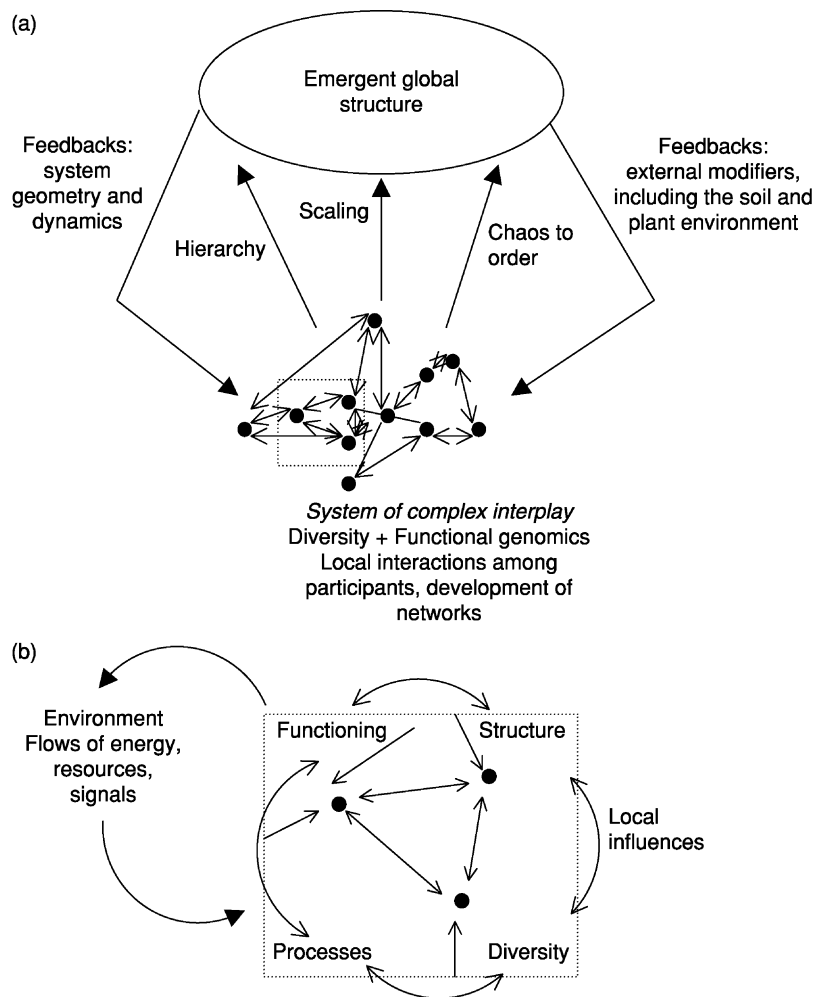 (a)
Emergent global
structure
Feedbacks:
system
geometry and
dynamics
Feedbacks:
external modifiers,
including the soil and
plant environment
Scaling
Hierarchy
Chaos to
order
System of complex interplay
Diversity + Functional genomics
Local interactions among
participants, development of
networks
(b)
Environment
Flows of energy,
resources,
signals
Functioning
Structure
Local
influences
Processes
Diversity